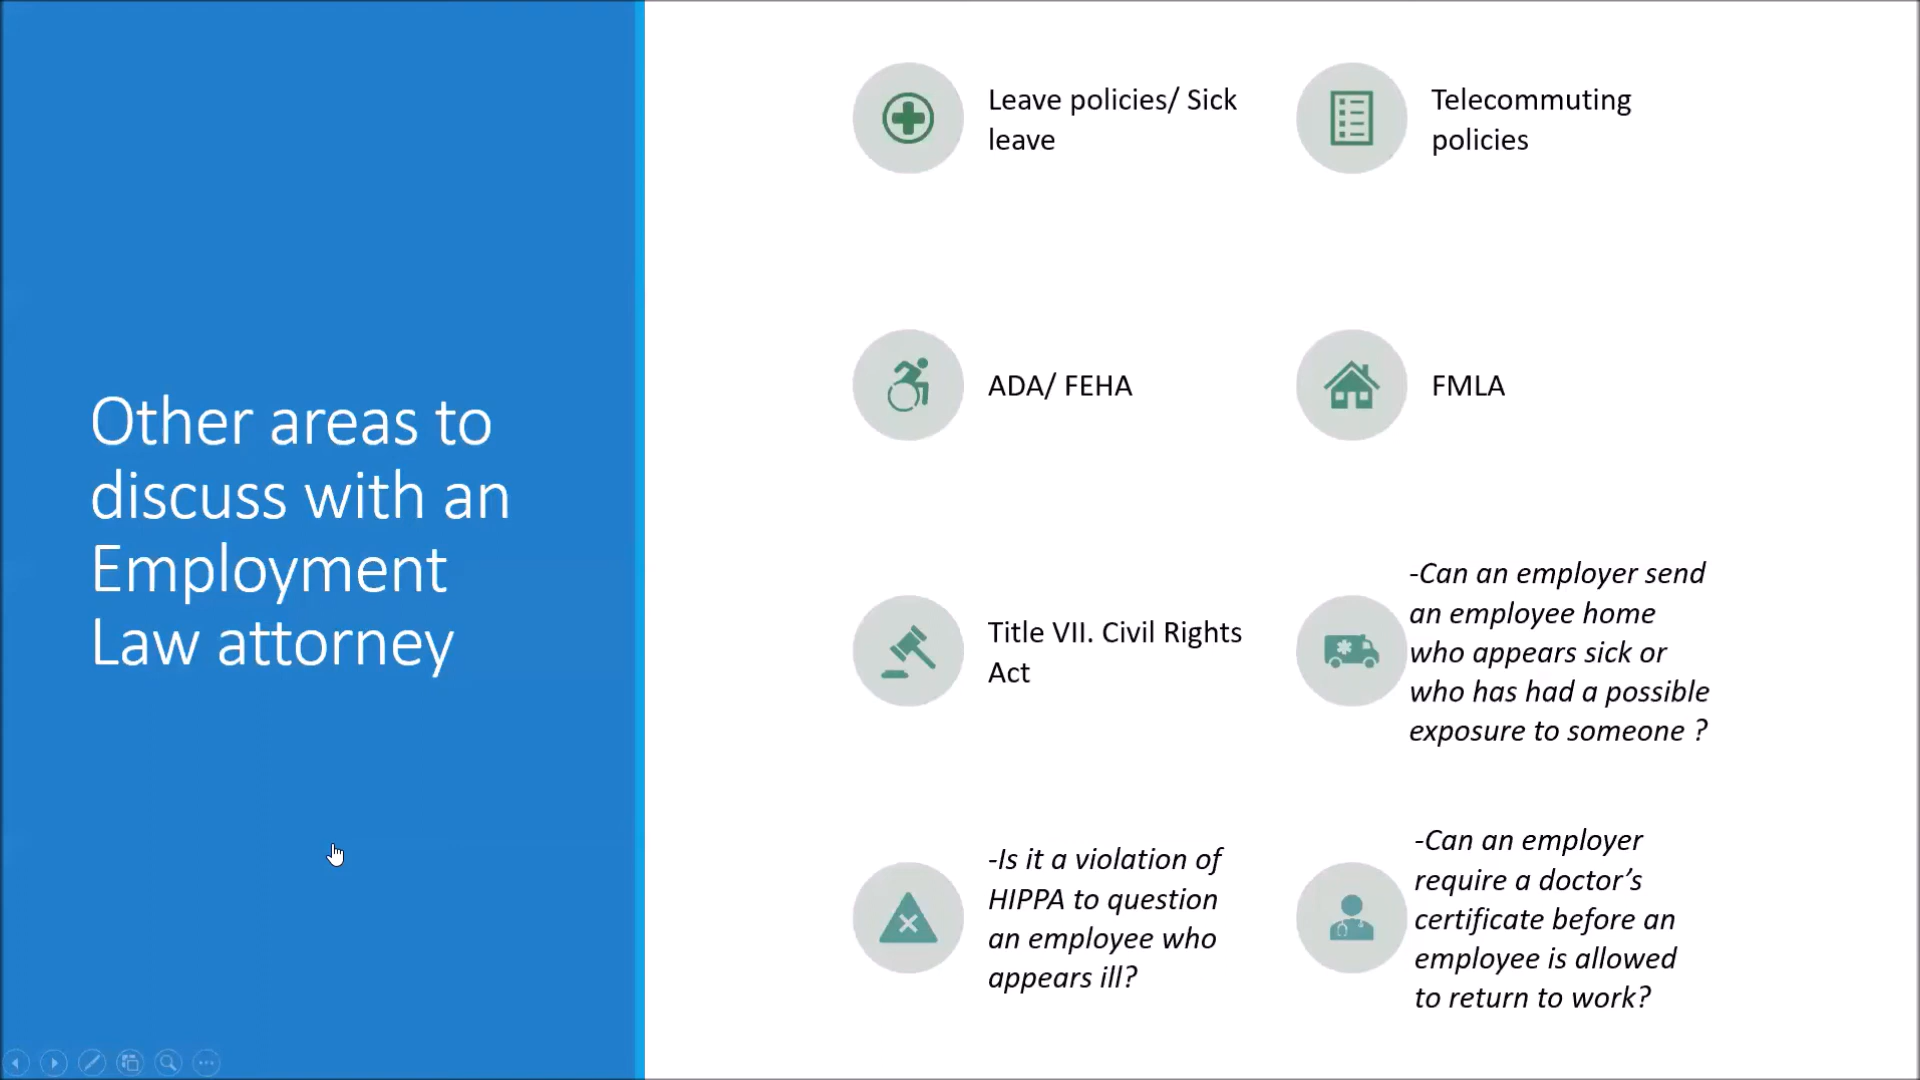 Other areas to
discuss with an
Employment
Law attorney
Leave policies/ Sick
leave
Telecommuting
policies
ADA/ FEHA
FMLA
Title VII. Civil Rights
Act
-Can an employer send
an employee home
who appears sick or
who has had a possible
exposure to someone ?
-Is it a violation of
HIPPA to question
an employee who
appears ill?
-Can an employer
require a doctor’s
certificate before an
employee is allowed
to return to work?